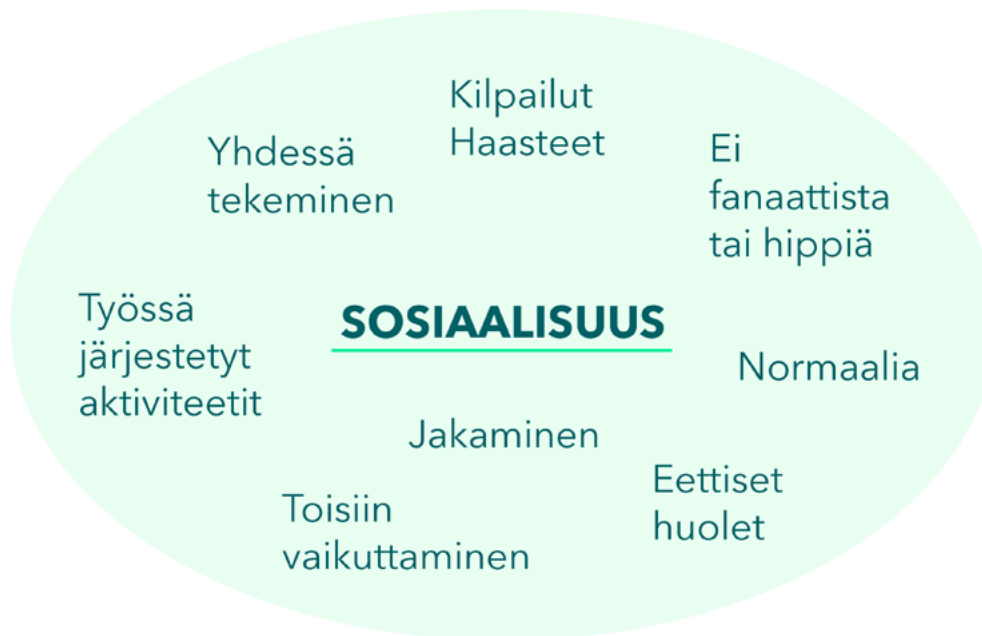 Kilpailut
Haasteet
Yhdessä
tekeminen
Ei
fanaattista
tai hippiä
Työssä
järjestetyt
aktiviteetit
SOSIAALISUUS
Normaalia
Jakaminen
Eettiset
huolet
Toisiin
vaikuttaminen